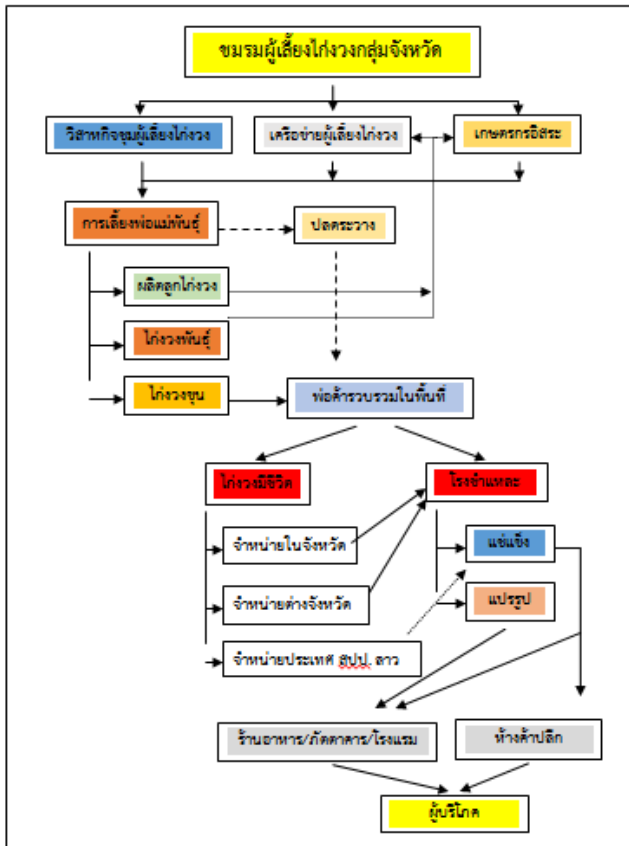 ชมรมผู้เลี้ยงไก่งวงกลุ่มจังหวัด
วิสาหกิจชุมผู้เลี้ยงไก่งวง
เครือข่ายผู้เลี้ยงไก่งวง
เกษตรกรอิสระ
การเลี้ยงพ่อแม่พันธุ์
ปลดระวาง
ผลิตลูกไก่งวง
ไก่งวงพันธุ์
ไก่งวงขุน
พ่อค้ารวบรวมในพื้นที่
ไก่งวงมีชีวิต
โรงชำแหละ
จำหน่ายในจังหวัด
แช่แข็ง
จำหน่ายต่างจังหวัด
แปรรูป
จำหน่ายประเทศ สปป. ลาว
ร้านอาหาร/ภัตตาคาร/โรงแรม
ห้างค้าปลีก
ผู้บริโภค